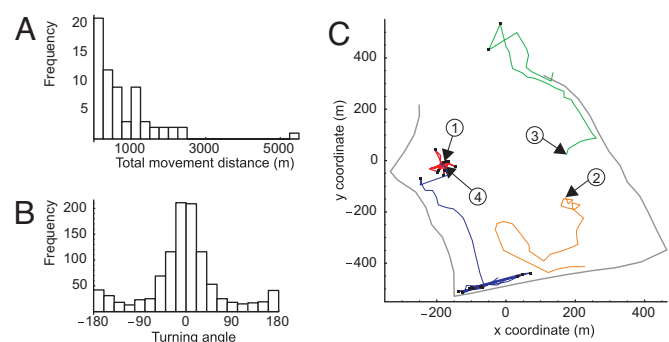 A
Frequency
20
15
10
5
1000 3000 5000
Total movement distance (m)
B
Frequency
200
150
100
50
−180 −90 0 90 180
Turning angle
C
y coordinate (m)
400
200
0
−200
−400
1
3
2
4
−200 0 200 400
x coordinate (m)